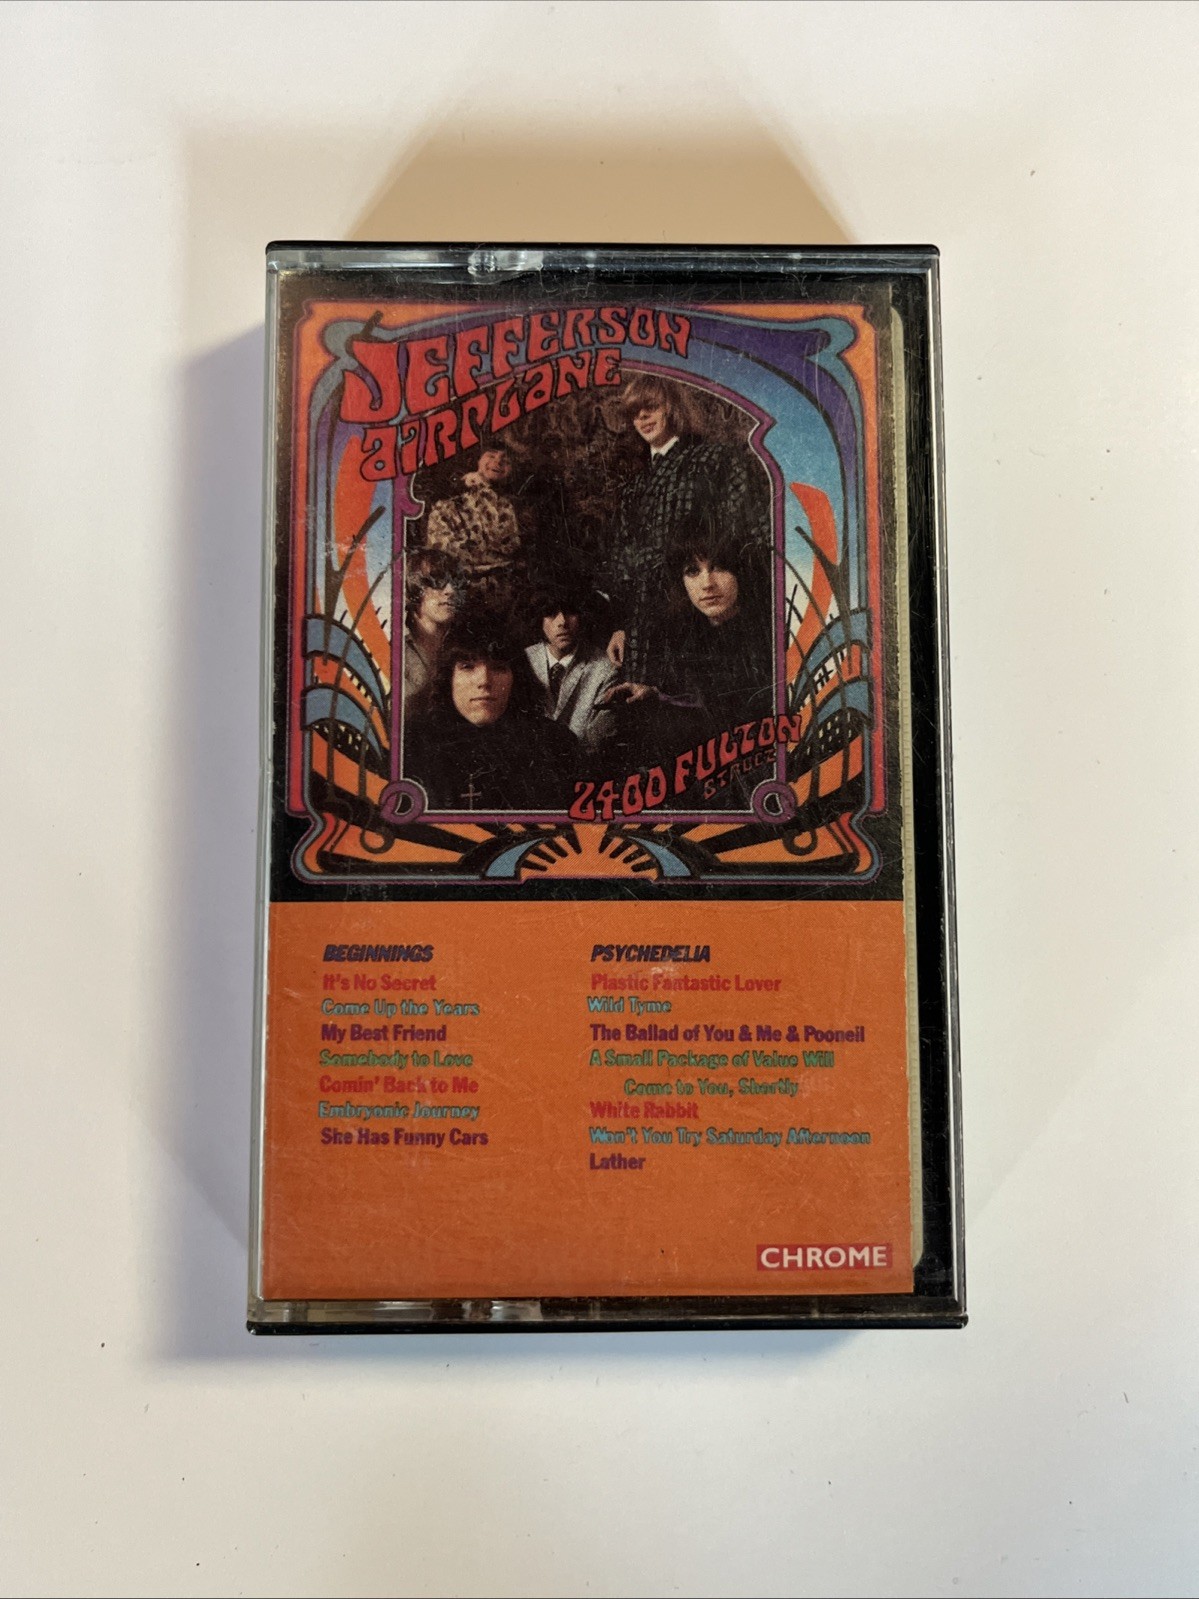 JEFFERSON
AIRPLANE
2400 FULTON
STREET
BEGINNINGS
It's No Secret
Come Up the Years
My Best Friend
Somebody to Love
Comin' Back to Me
Embryonic Journey
She Has Funny Cars
PSYCHEDELIA
Plastic Fantastic Lover
Wild Tyme
The Ballad of You & Me & Pooneil
A Small Package of Value Will
Come to You, Shortly
White Rabbit
Won't You Try Saturday Afternoon
Lather
CHROME